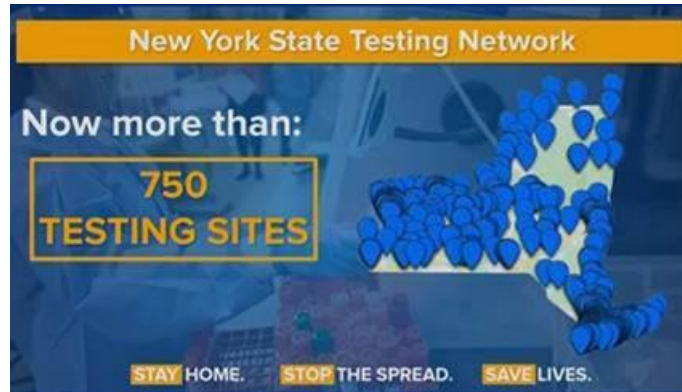 New York State Testing Network
Now more than:
750
TESTING SITES
STAY HOME. STOP THE SPREAD. SAVE LIVES.